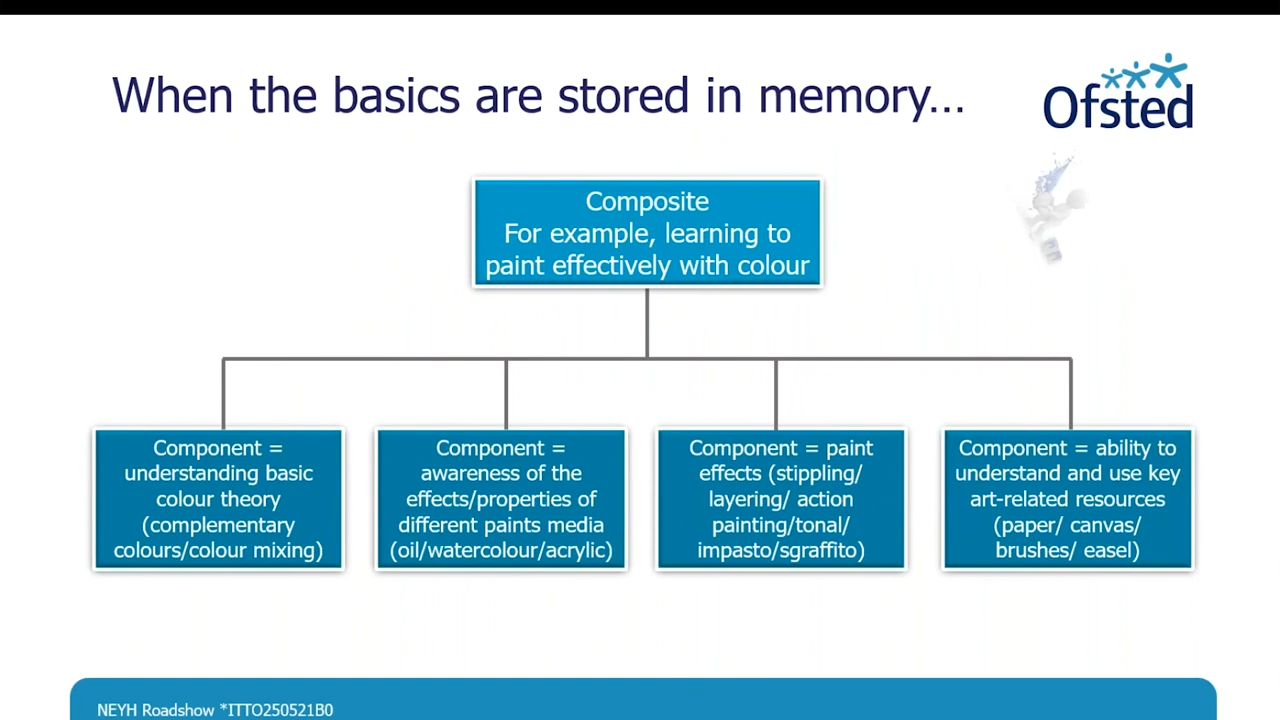 When the basics are stored in memory...
Ofsted
Composite
For example, learning to
paint effectively with colour
Component =
understanding basic
colour theory
(complementary
colours/colour mixing)
Component =
awareness of the
effects/properties of
different paints media
(oil/watercolour/acrylic)
Component = paint
effects (stippling/
layering/ action
painting/tonal/
impasto/sgraffito)
Component = ability to
understand and use key
art-related resources
(paper/ canvas/
brushes/ easel)
NEYH Roadshow *ITTO250521B0